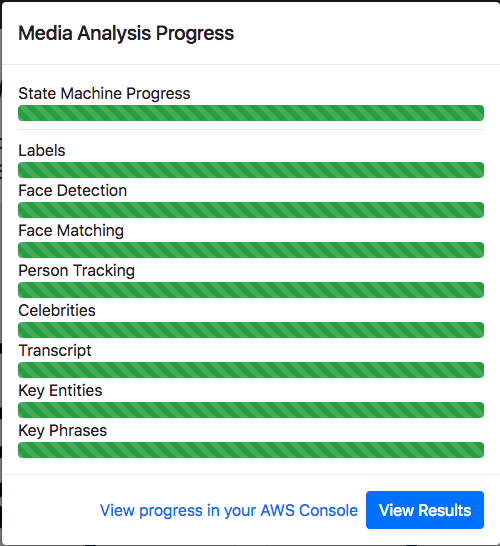 Media Analysis Progress
State Machine Progress
Labels
Face Detection
Face Matching
Person Tracking
Celebrities
Transcript
Key Entities
Key Phrases
View progress in your AWS Console View Results